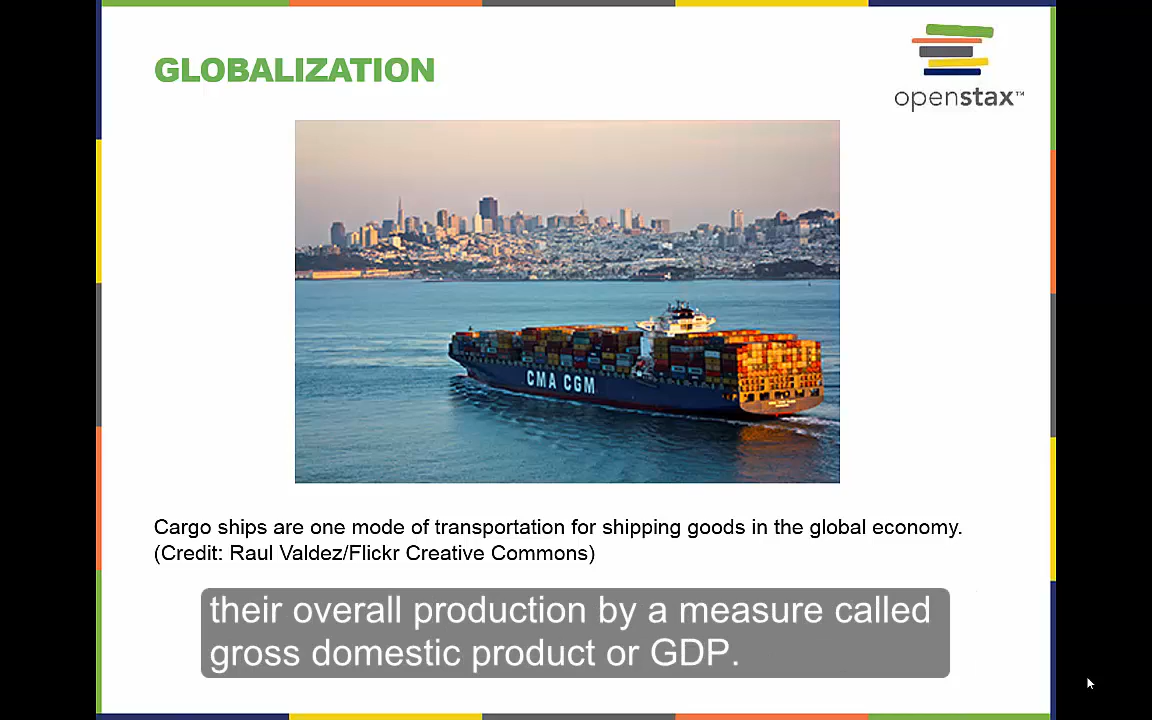 GLOBALIZATION
openstax™
CMA CGM
Cargo ships are one mode of transportation for shipping goods in the global economy.
(Credit: Raul Valdez/Flickr Creative Commons)
their overall production by a measure called
gross domestic product or GDP.